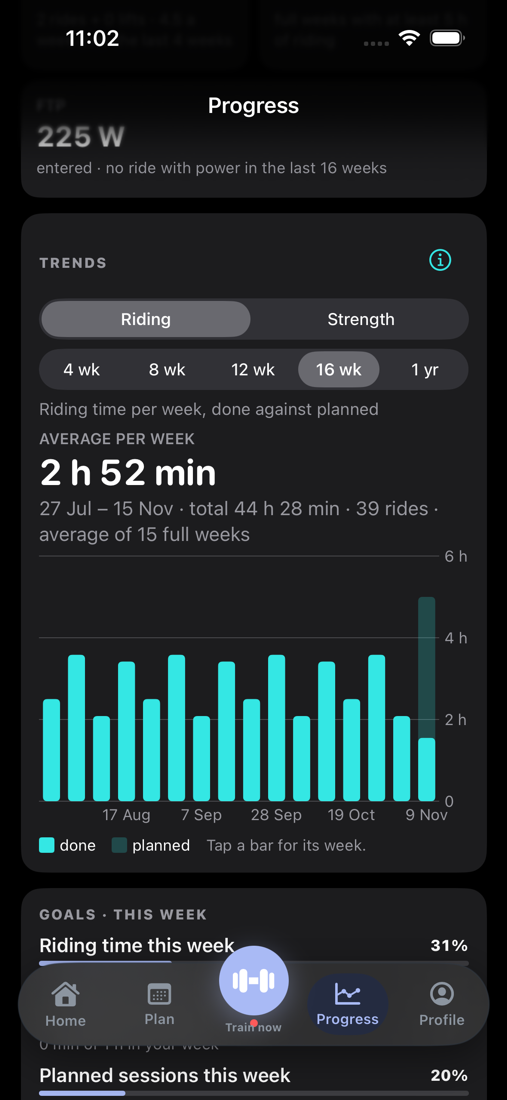 11:02
Progress
FTP
225 W
entered · no ride with power in the last 16 weeks
TRENDS
Riding
Strength
4 wk
8 wk
12 wk
16 wk
1 yr
Riding time per week, done against planned
AVERAGE PER WEEK
2 h 52 min
27 Jul – 15 Nov · total 44 h 28 min · 39 rides ·
average of 15 full weeks
6 h
4 h
2 h
0
17 Aug
7 Sep
28 Sep
19 Oct
9 Nov
done
planned
Tap a bar for its week.
GOALS · THIS WEEK
Riding time this week
31%
Home
Plan
Train now
Progress
Profile
Planned sessions this week
20%